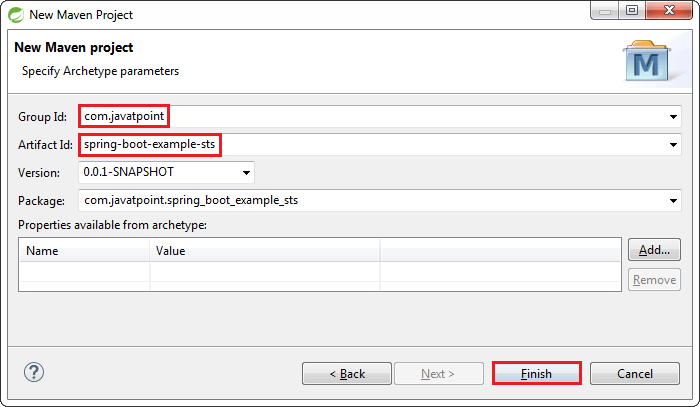 New Maven Project
New Maven project
Specify Archetype parameters
M
Group Id: com.javatpoint
Artifact Id: spring-boot-example-sts
Version: 0.0.1-SNAPSHOT
Package: com.javatpoint.spring_boot_example_sts
Properties available from archetype:
Name Value
Add...
Remove
? < Back Next > Finish Cancel